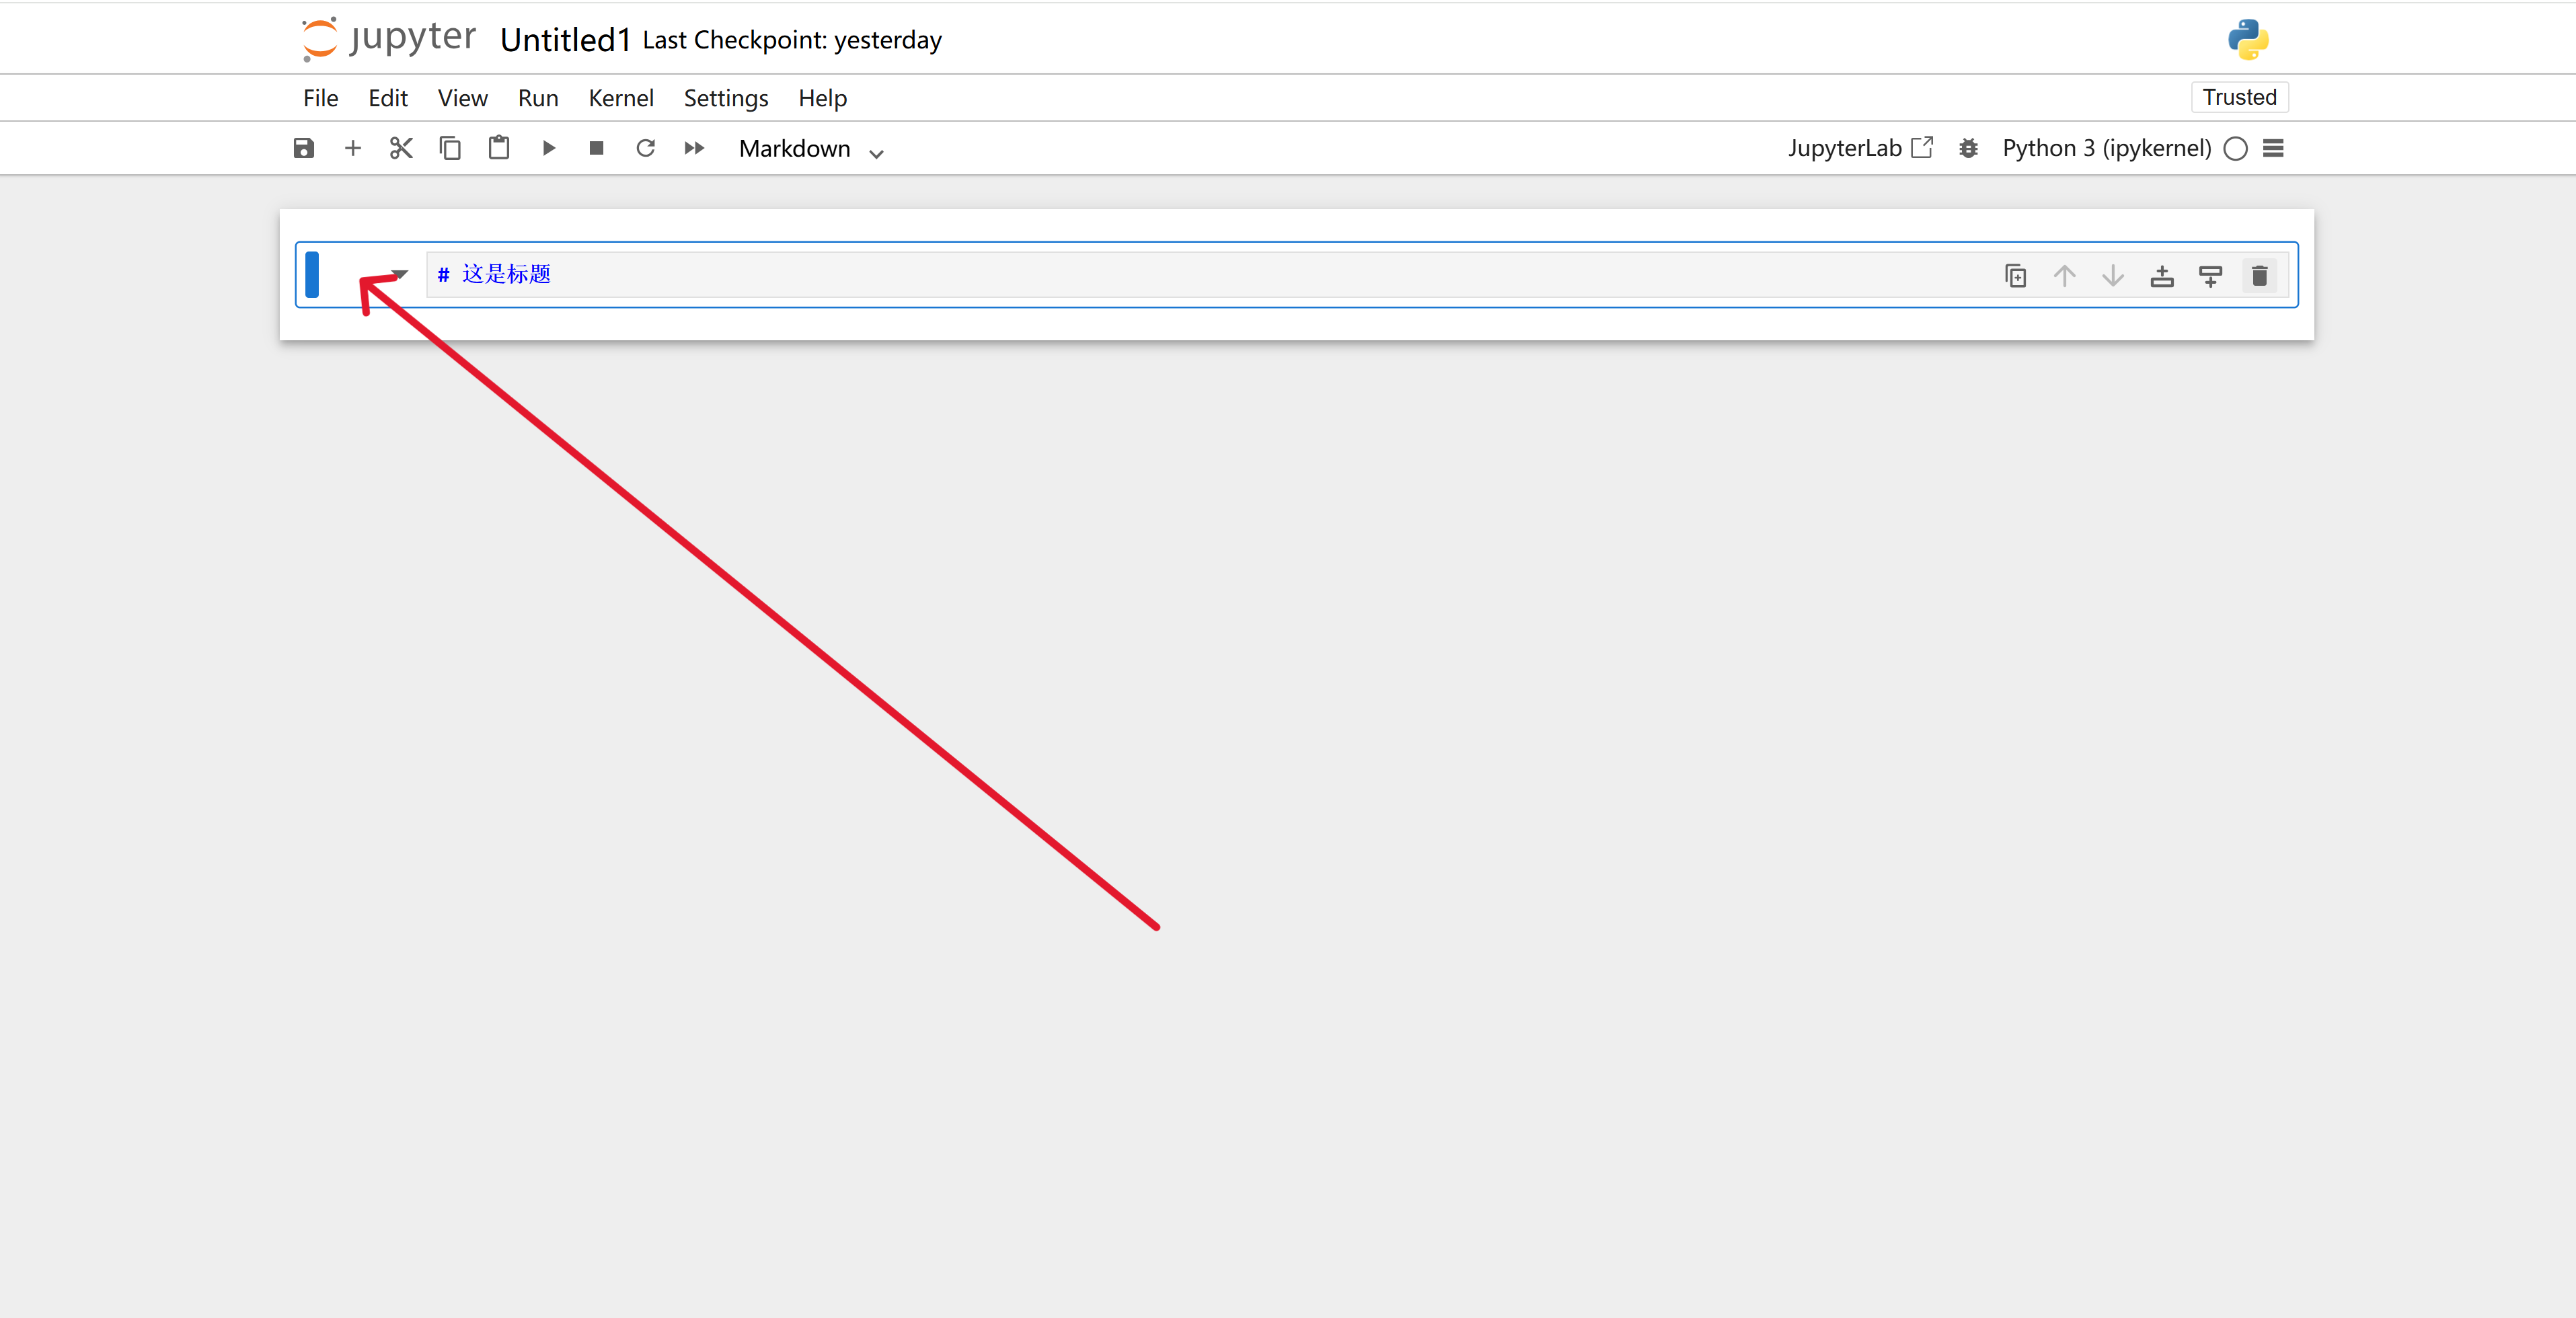 jupyter Untitled1 Last Checkpoint: yesterday
File Edit View Run Kernel Settings Help Trusted
Markdown JupyterLab Python 3 (ipykernel)
# 这是标题